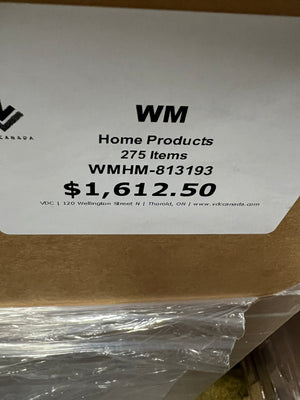 WM
Home Products
275 Items
WMHM-813193
$1,612.50
VDC | 120 Wellington Street N | Thorold, ON | www.vdcanada.com